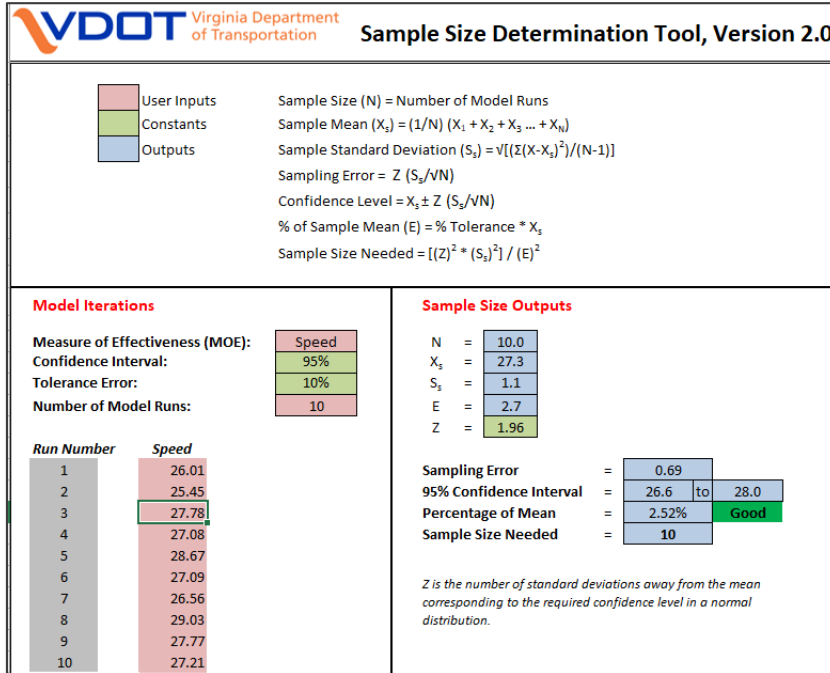 VDOT Virginia Department of Transportation
Sample Size Determination Tool, Version 2.0
User Inputs
Constants
Outputs
Sample Size (N) = Number of Model Runs
Sample Mean (Xₛ) = (1/N) (X₁ + X₂ + X₃ ... + X_N)
Sample Standard Deviation (Sₛ) = √[(Σ(X-Xₛ)²)/(N-1)]
Sampling Error = Z (Sₛ/√N)
Confidence Level = Xₛ ± Z (Sₛ/√N)
% of Sample Mean (E) = % Tolerance * Xₛ
Sample Size Needed = [(Z)² * (Sₛ)²] / (E)²
Model Iterations
Measure of Effectiveness (MOE): Speed
Confidence Interval: 95%
Tolerance Error: 10%
Number of Model Runs: 10
Run Number Speed
1 26.01
2 25.45
3 27.78
4 27.08
5 28.67
6 27.09
7 26.56
8 29.03
9 27.77
10 27.21
Sample Size Outputs
N = 10.0
Xₛ = 27.3
Sₛ = 1.1
E = 2.7
Z = 1.96
Sampling Error = 0.69
95% Confidence Interval = 26.6 to 28.0
Percentage of Mean = 2.52% Good
Sample Size Needed = 10
Z is the number of standard deviations away from the mean
corresponding to the required confidence level in a normal
distribution.